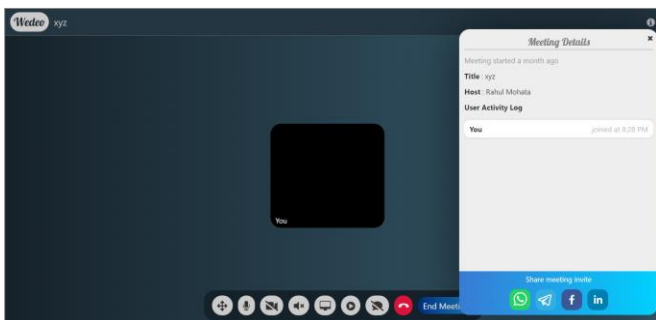 Wedeo xyz
Meeting Details
Meeting started a month ago
Title : xyz
Host : Rahul Mohata
User Activity Log
You joined at 8:28 PM
You
End Meeti
Share meeting invite